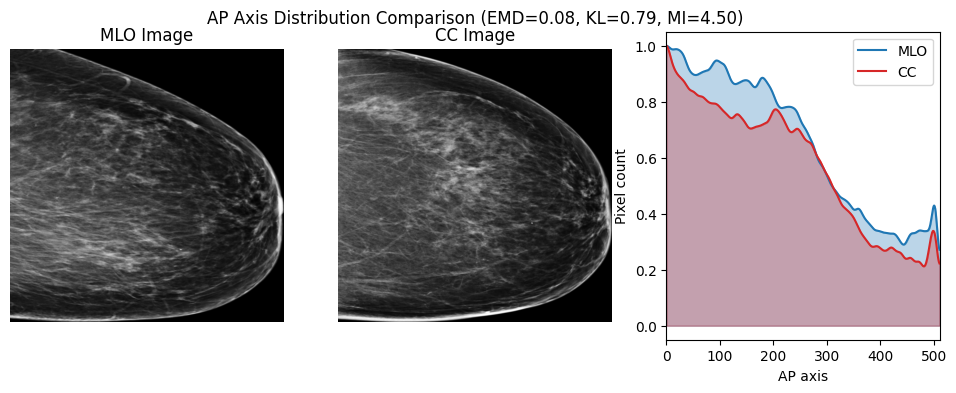 AP Axis Distribution Comparison (EMD=0.08, KL=0.79, MI=4.50)
MLO Image
CC Image
MLO
CC
1.0
0.8
0.6
0.4
0.2
0.0
Pixel count
0 100 200 300 400 500
AP axis